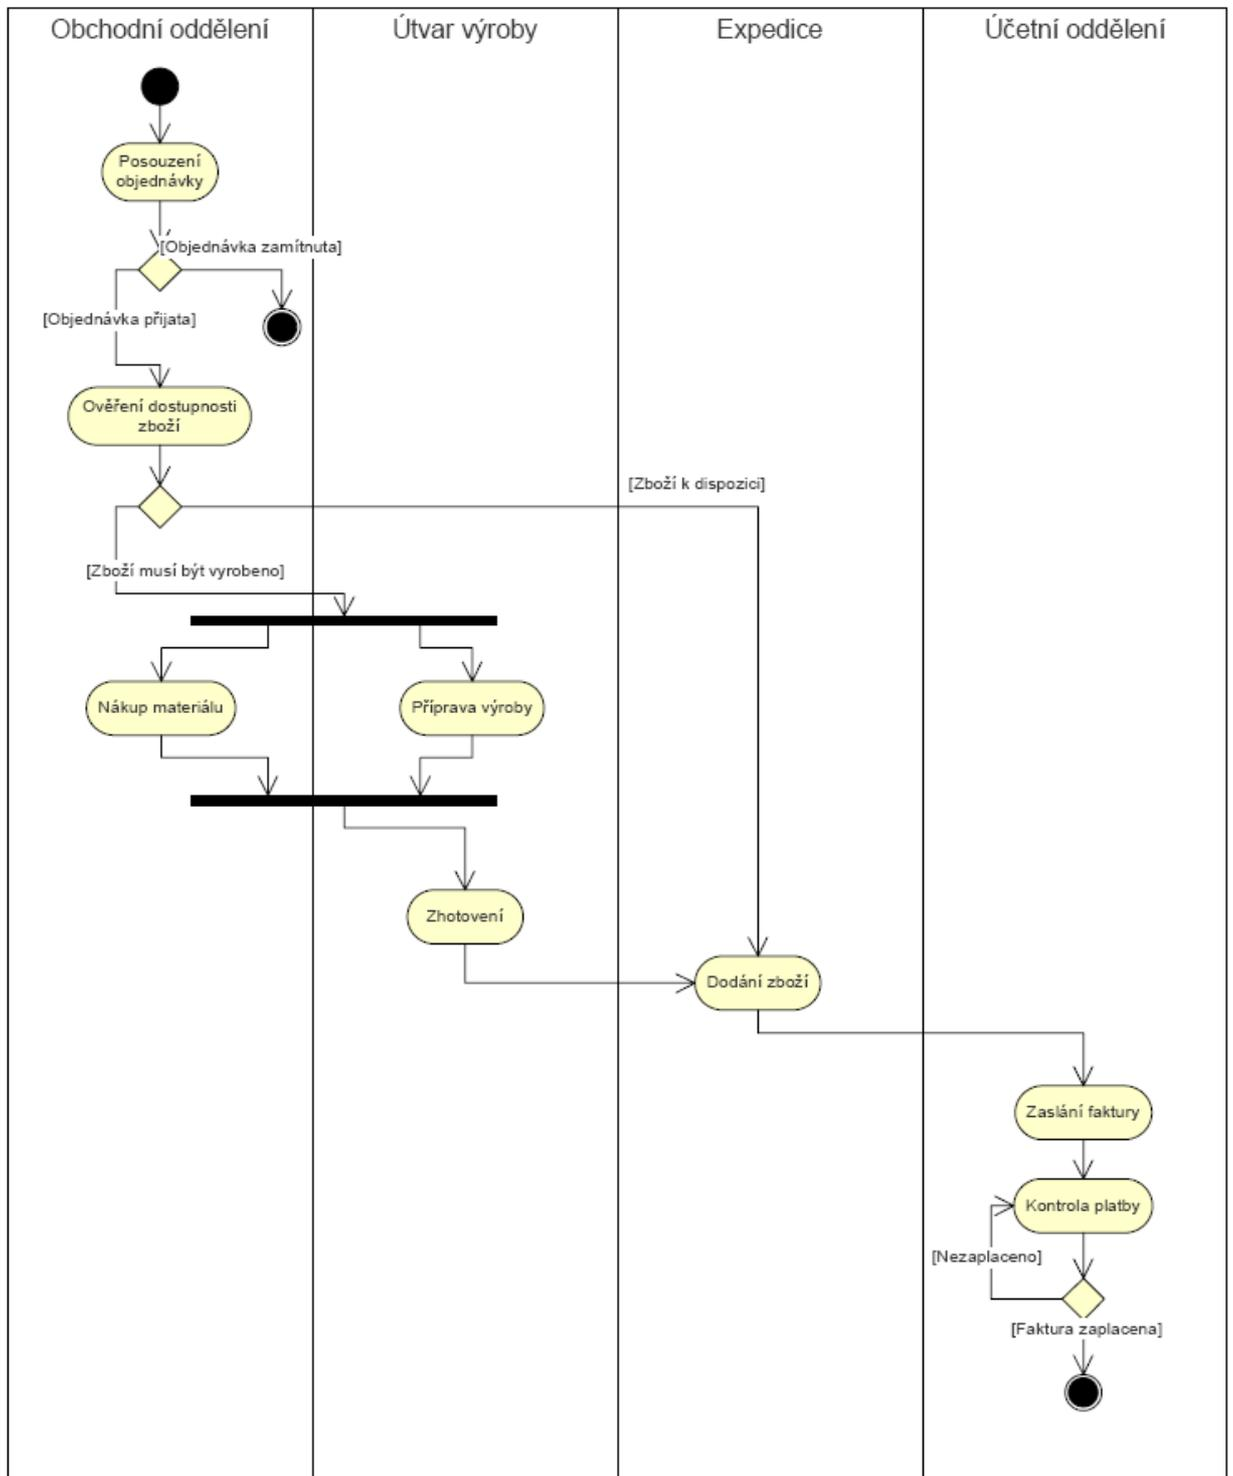 Obchodní oddělení
Útvar výroby
Expedice
Účetní oddělení
Posouzení
objednávky
[Objednávka zamítnuta]
[Objednávka přijata]
Ověření dostupnosti
zboží
[Zboží k dispozici]
[Zboží musí být vyrobeno]
Nákup materiálu
Příprava výroby
Zhotovení
Dodání zboží
Zaslání faktury
Kontrola platby
[Nezaplaceno]
[Faktura zaplacena]